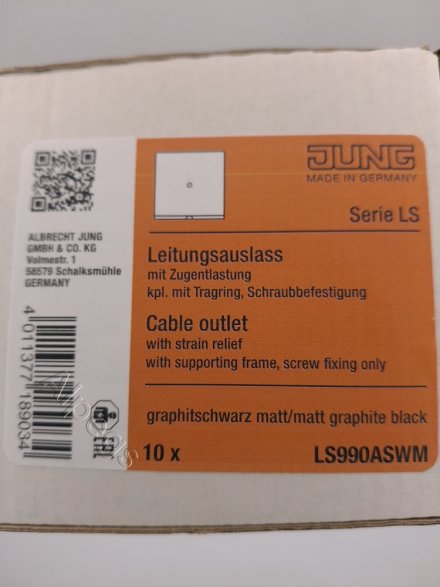 JUNG
MADE IN GERMANY
Serie LS
ALBRECHT JUNG
GMBH & CO. KG
Volmestr. 1
58579 Schalksmühle
GERMANY
Leitungsauslass
mit Zugentlastung
kpl. mit Tragring, Schraubbefestigung
Cable outlet
with strain relief
with supporting frame, screw fixing only
graphitschwarz matt/matt graphite black
10 x
LS990ASWM
4 011377 189034
EAC